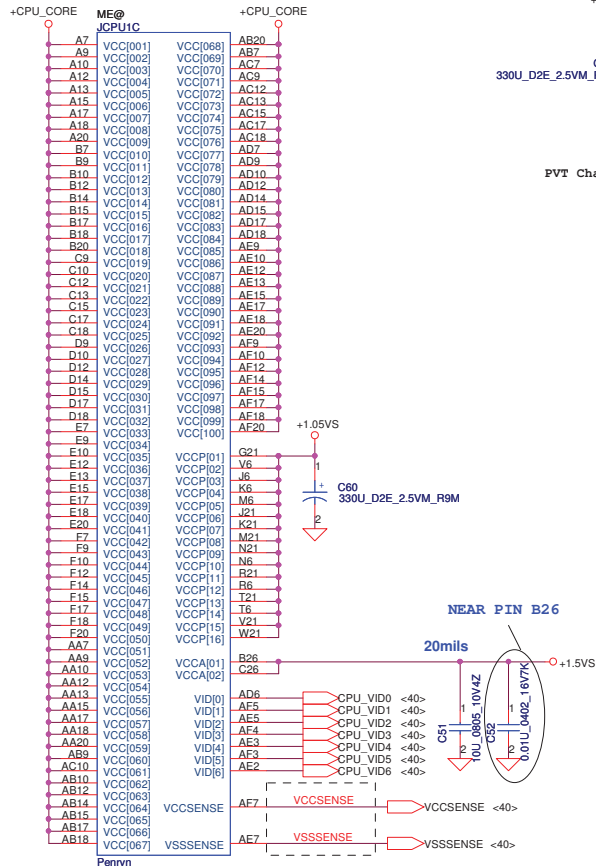 +CPU_CORE ME@ +CPU_CORE
JCPU1C
A7 VCC[001] VCC[068] AB20
A9 VCC[002] VCC[069] AB7
A10 VCC[003] VCC[070] AC7
A12 VCC[004] VCC[071] AC9
A13 VCC[005] VCC[072] AC12
A15 VCC[006] VCC[073] AC13
A17 VCC[007] VCC[074] AC15
A18 VCC[008] VCC[075] AC17
A20 VCC[009] VCC[076] AC18
B7 VCC[010] VCC[077] AD7
B9 VCC[011] VCC[078] AD9
B10 VCC[012] VCC[079] AD10
B12 VCC[013] VCC[080] AD12
B14 VCC[014] VCC[081] AD14
B15 VCC[015] VCC[082] AD15
B17 VCC[016] VCC[083] AD17
B18 VCC[017] VCC[084] AD18
B20 VCC[018] VCC[085] AE9
C9 VCC[019] VCC[086] AE10
C10 VCC[020] VCC[087] AE12
C12 VCC[021] VCC[088] AE13
C13 VCC[022] VCC[089] AE15
C15 VCC[023] VCC[090] AE17
C17 VCC[024] VCC[091] AE18
C18 VCC[025] VCC[092] AE20
D9 VCC[026] VCC[093] AF9
D10 VCC[027] VCC[094] AF10
D12 VCC[028] VCC[095] AF12
D14 VCC[029] VCC[096] AF14
D15 VCC[030] VCC[097] AF15
D17 VCC[031] VCC[098] AF17
D18 VCC[032] VCC[099] AF18
E7 VCC[033] VCC[100] AF20
E9 VCC[034]
E10 VCC[035] VCCP[01] G21
E12 VCC[036] VCCP[02] V6
E13 VCC[037] VCCP[03] J6
E15 VCC[038] VCCP[04] K6
E17 VCC[039] VCCP[05] M6
E18 VCC[040] VCCP[06] J21
E20 VCC[041] VCCP[07] K21
F7 VCC[042] VCCP[08] M21
F9 VCC[043] VCCP[09] N21
F10 VCC[044] VCCP[10] N6
F12 VCC[045] VCCP[11] R21
F14 VCC[046] VCCP[12] R6
F15 VCC[047] VCCP[13] T21
F17 VCC[048] VCCP[14] T6
F18 VCC[049] VCCP[15] V21
F20 VCC[050] VCCP[16] W21
AA7 VCC[051]
AA9 VCC[052] VCCA[01] B26
AA10 VCC[053] VCCA[02] C26
AA12 VCC[054]
AA13 VCC[055] VID[0] AD6 CPU_VID0 <40>
AA15 VCC[056] VID[1] AF5 CPU_VID1 <40>
AA17 VCC[057] VID[2] AE5 CPU_VID2 <40>
AA18 VCC[058] VID[3] AF4 CPU_VID3 <40>
AA20 VCC[059] VID[4] AE3 CPU_VID4 <40>
AB9 VCC[060] VID[5] AF3 CPU_VID5 <40>
AC10 VCC[061] VID[6] AE2 CPU_VID6 <40>
AB10 VCC[062]
AB12 VCC[063]
AB14 VCC[064] VCCSENSE AF7 VCCSENSE VCCSENSE <40>
AB15 VCC[065]
AB17 VCC[066]
AB18 VCC[067] VSSSENSE AE7 VSSSENSE VSSSENSE <40>
Penryn
+1.05VS
1
+
C60
330U_D2E_2.5VM_R9M
2
NEAR PIN B26
20mils
+1.5VS
1
C51
10U_0805_10V4Z
2
1
C52
0.01U_0402_16V7K
2
330U_D2E_2.5VM_
PVT